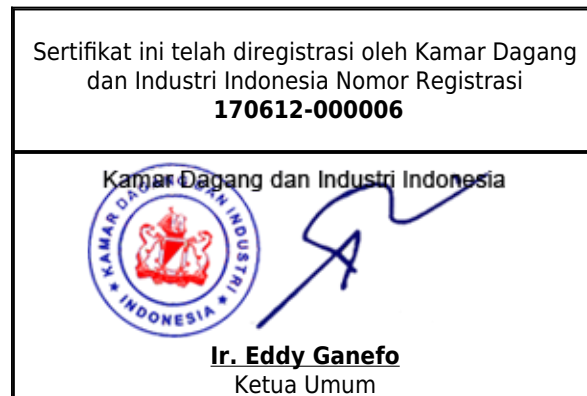 Sertifikat ini telah diregistrasi oleh Kamar Dagang
dan Industri Indonesia Nomor Registrasi
170612-000006
Kamar Dagang dan Industri Indonesia
KAMAR DAGANG DAN INDUSTRI
INDONESIA
Ir. Eddy Ganefo
Ketua Umum